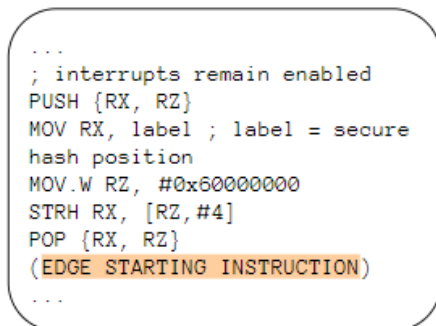 ...
; interrupts remain enabled
PUSH {RX, RZ}
MOV RX, label ; label = secure
hash position
MOV.W RZ, #0x60000000
STRH RX, [RZ,#4]
POP {RX, RZ}
(EDGE STARTING INSTRUCTION)
...